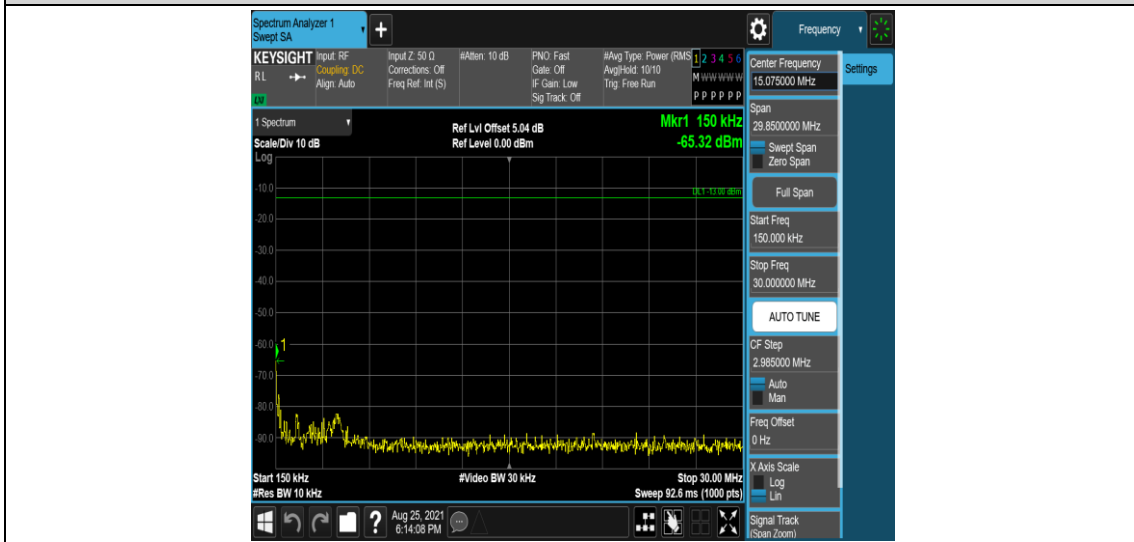 Spectrum Analyzer 1
Swept SA
+
Frequency
KEYSIGHT
RL
LXI
Input: RF
Coupling: DC
Align: Auto
Input Z: 50 Ω
Corrections: Off
Freq Ref: Int (S)
#Atten: 10 dB
PNO: Fast
Gate: Off
IF Gain: Low
Sig Track: Off
#Avg Type: Power (RMS
Avg|Hold: 10/10
Trig: Free Run
1 2 3 4 5 6
M W W W W W
P P P P P P
1 Spectrum
Scale/Div 10 dB
Ref Lvl Offset 5.04 dB
Ref Level 0.00 dBm
Mkr1 150 kHz
-65.32 dBm
Log
-10.0
DL1 -13.00 dBm
-20.0
-30.0
-40.0
-50.0
-60.0
1
-70.0
-80.0
-90.0
Start 150 kHz
#Res BW 10 kHz
#Video BW 30 kHz
Stop 30.00 MHz
Sweep 92.6 ms (1000 pts)
Center Frequency
15.075000 MHz
Settings
Span
29.8500000 MHz
Swept Span
Zero Span
Full Span
Start Freq
150.000 kHz
Stop Freq
30.000000 MHz
AUTO TUNE
CF Step
2.985000 MHz
Auto
Man
Freq Offset
0 Hz
X Axis Scale
Log
Lin
Signal Track
(Span Zoom)
?
Aug 25, 2021
6:14:08 PM